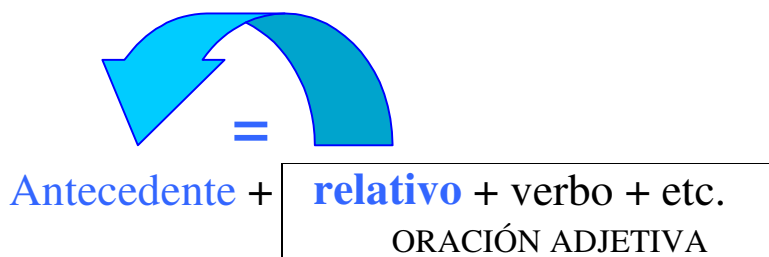 =
Antecedente + relativo + verbo + etc.
ORACIÓN ADJETIVA